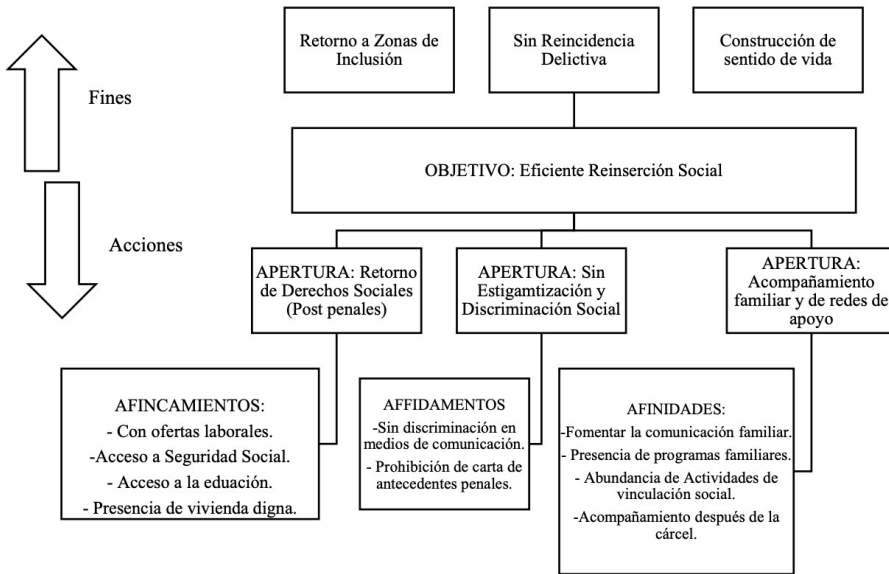 Retorno a Zonas de
Inclusión
Sin Reincidencia
Delictiva
Construcción de
sentido de vida
Fines
OBJETIVO: Eficiente Reinserción Social
Acciones
APERTURA: Retorno
de Derechos Sociales
(Post penales)
APERTURA: Sin
Estigamtización y
Discriminación Social
APERTURA:
Acompañamiento
familiar y de redes de
apoyo
AFINCAMIENTOS:
- Con ofertas laborales.
-Acceso a Seguridad Social.
- Acceso a la eduación.
- Presencia de vivienda digna.
AFFIDAMENTOS
-Sin discriminación en
medios de comunicación.
- Prohibición de carta de
antecedentes penales.
AFINIDADES:
-Fomentar la comunicación familiar.
- Presencia de programas familiares.
- Abundancia de Actividades de
vinculación social.
-Acompañamiento después de la
cárcel.